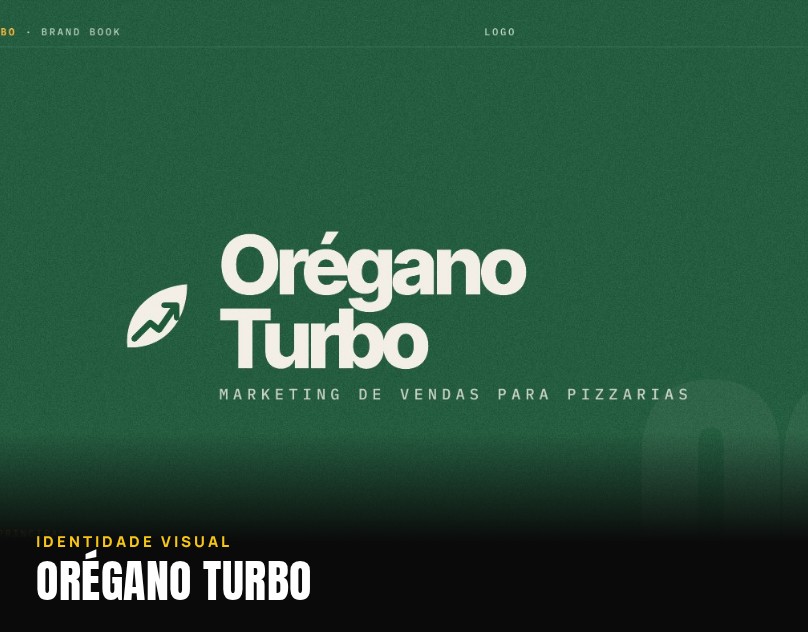 BO · BRAND BOOK
LOGO
Orégano
Turbo
MARKETING DE VENDAS PARA PIZZARIAS
IDENTIDADE VISUAL
ORÉGANO TURBO